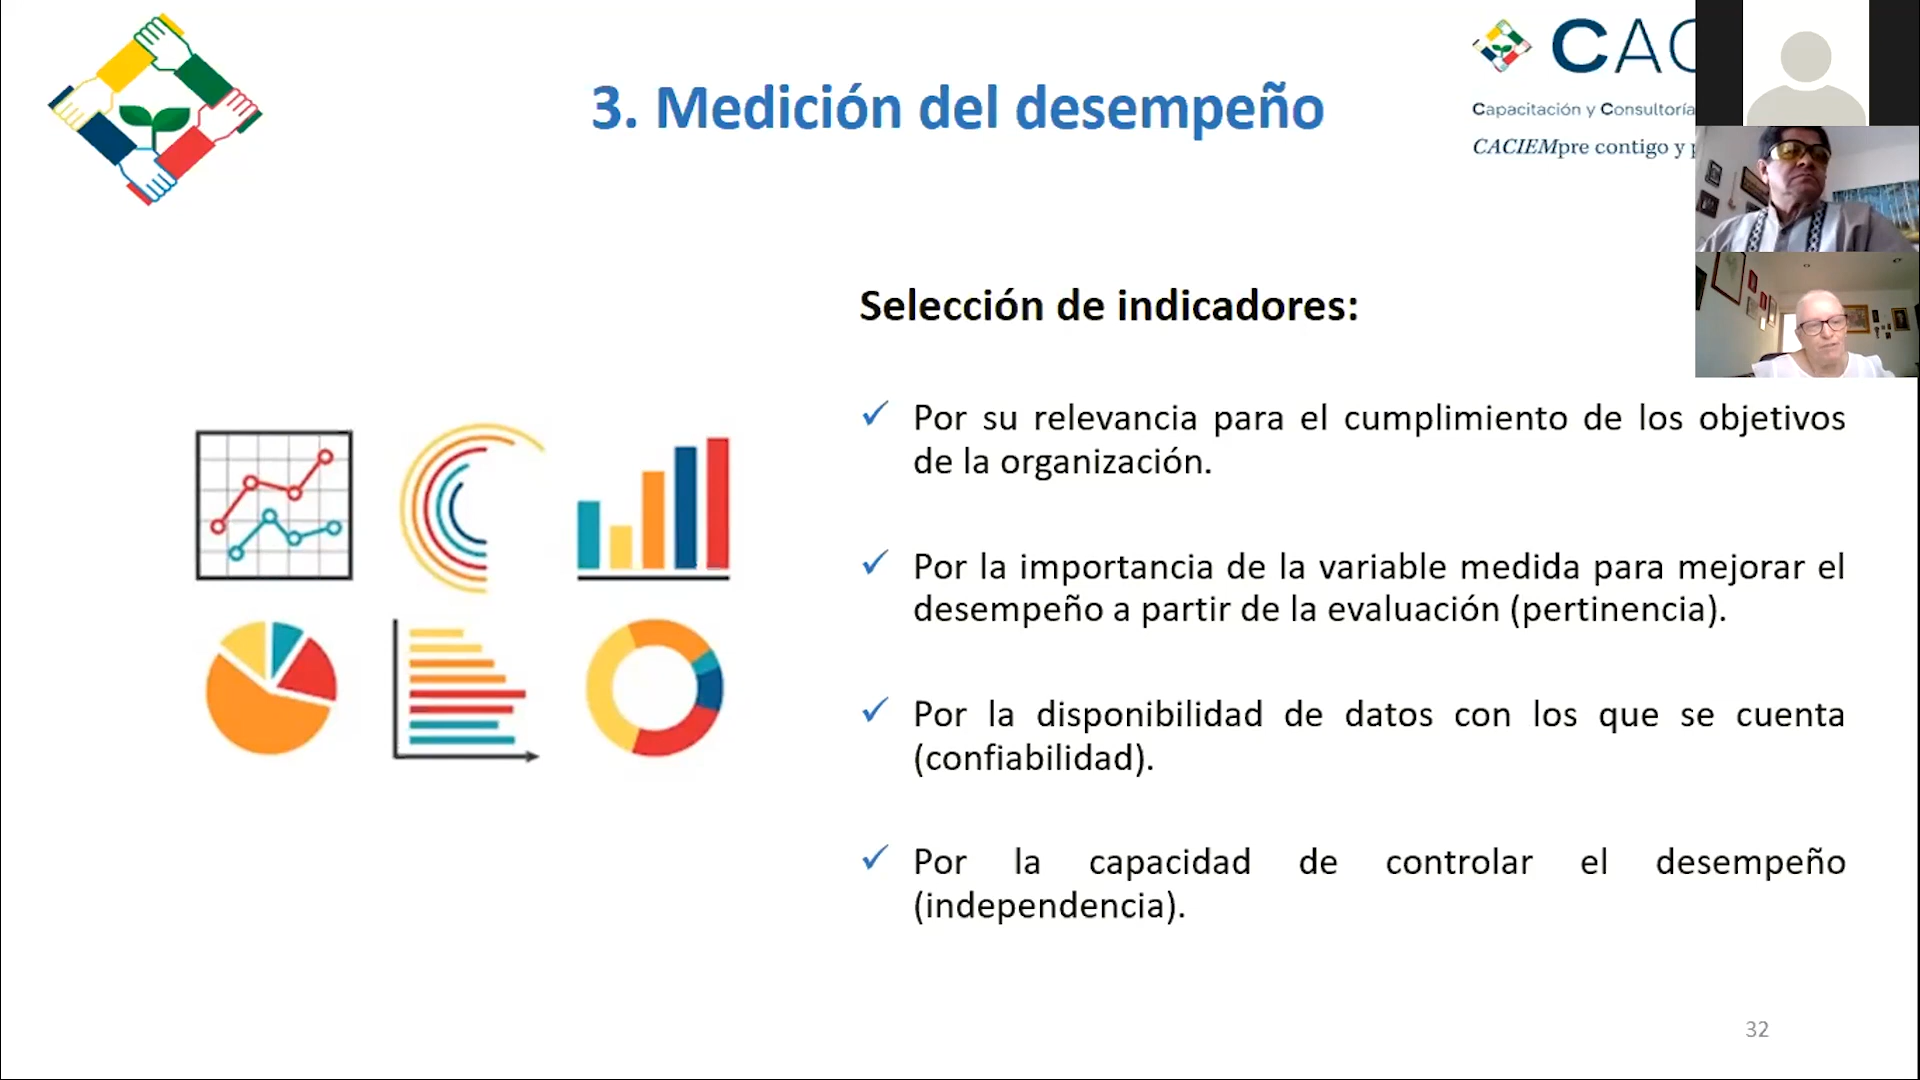 3. Medición del desempeño
Capacitación y Consultoría
CACIEMpre contigo y
Selección de indicadores:
✓ Por su relevancia para el cumplimiento de los objetivos
de la organización.
✓ Por la importancia de la variable medida para mejorar el
desempeño a partir de la evaluación (pertinencia).
✓ Por la disponibilidad de datos con los que se cuenta
(confiabilidad).
✓ Por la capacidad de controlar el desempeño
(independencia).
32